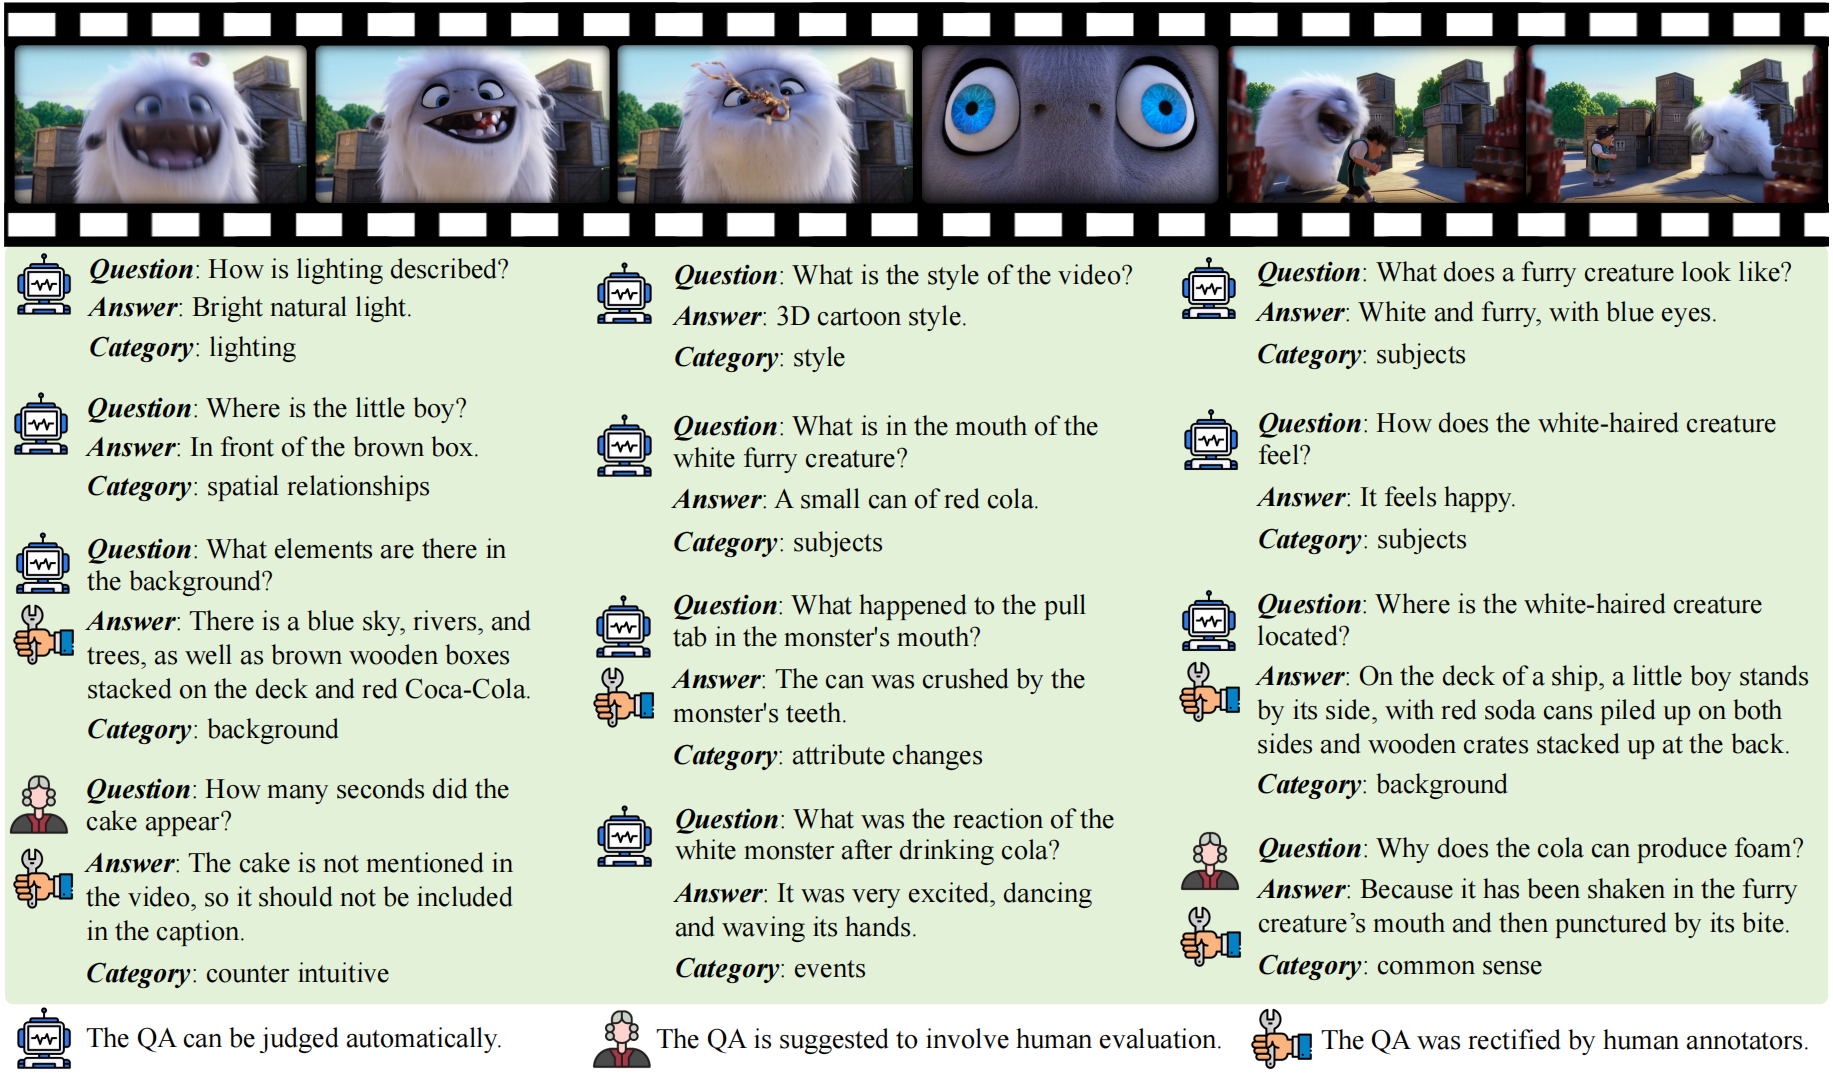 Question: How is lighting described?
Answer: Bright natural light.
Category: lighting
Question: Where is the little boy?
Answer: In front of the brown box.
Category: spatial relationships
Question: What elements are there in
the background?
Answer: There is a blue sky, rivers, and
trees, as well as brown wooden boxes
stacked on the deck and red Coca-Cola.
Category: background
Question: How many seconds did the
cake appear?
Answer: The cake is not mentioned in
the video, so it should not be included
in the caption.
Category: counter intuitive
Question: What is the style of the video?
Answer: 3D cartoon style.
Category: style
Question: What is in the mouth of the
white furry creature?
Answer: A small can of red cola.
Category: subjects
Question: What happened to the pull
tab in the monster's mouth?
Answer: The can was crushed by the
monster's teeth.
Category: attribute changes
Question: What was the reaction of the
white monster after drinking cola?
Answer: It was very excited, dancing
and waving its hands.
Category: events
Question: What does a furry creature look like?
Answer: White and furry, with blue eyes.
Category: subjects
Question: How does the white-haired creature
feel?
Answer: It feels happy.
Category: subjects
Question: Where is the white-haired creature
located?
Answer: On the deck of a ship, a little boy stands
by its side, with red soda cans piled up on both
sides and wooden crates stacked up at the back.
Category: background
Question: Why does the cola can produce foam?
Answer: Because it has been shaken in the furry
creature’s mouth and then punctured by its bite.
Category: common sense
The QA can be judged automatically.
The QA is suggested to involve human evaluation.
The QA was rectified by human annotators.